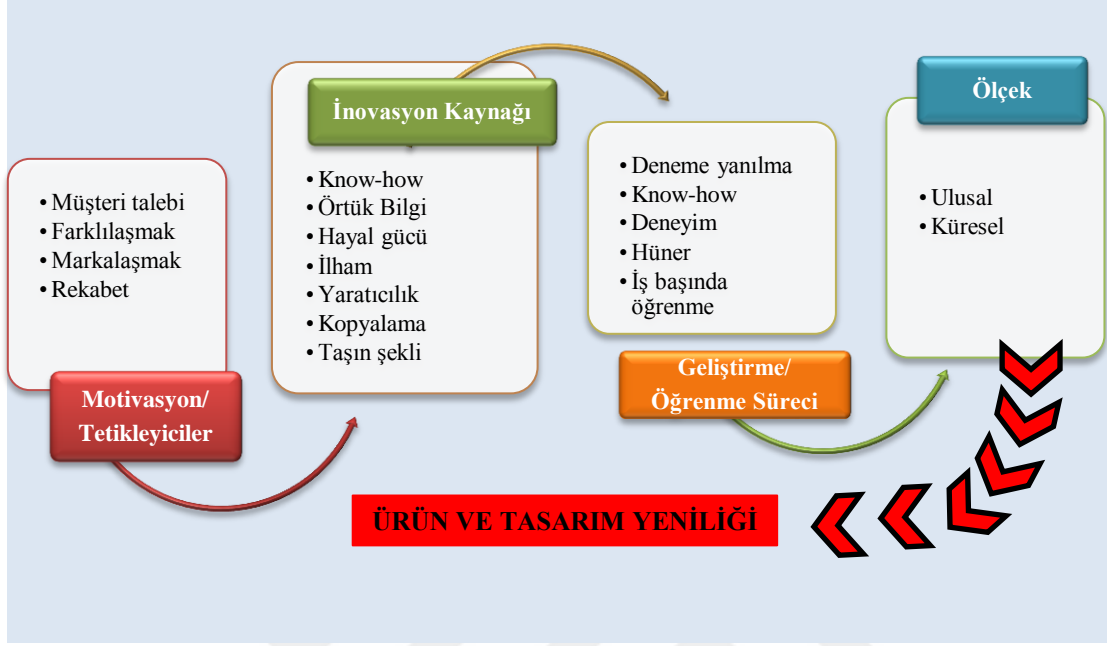 • Müşteri talebi
• Farklılaşmak
• Markalaşmak
• Rekabet
Motivasyon/
Tetikleyiciler
İnovasyon Kaynağı
• Know-how
• Örtük Bilgi
• Hayal gücü
• İlham
• Yaratıcılık
• Kopyalama
• Taşın şekli
• Deneme yanılma
• Know-how
• Deneyim
• Hüner
• İş başında
öğrenme
Geliştirme/
Öğrenme Süreci
Ölçek
• Ulusal
• Küresel
ÜRÜN VE TASARIM YENİLİĞİ